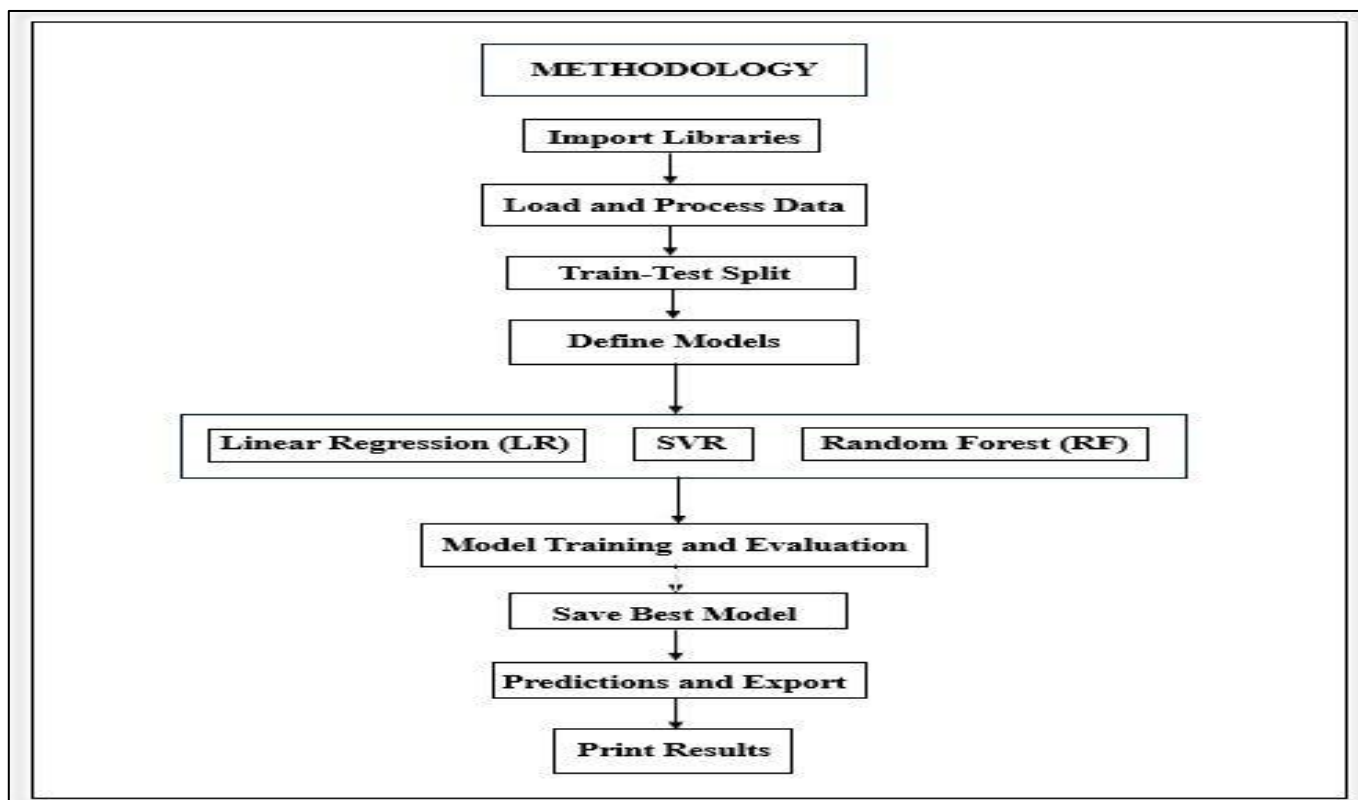 METHODOLOGY
Import Libraries
Load and Process Data
Train-Test Split
Define Models
Linear Regression (LR) SVR Random Forest (RF)
Model Training and Evaluation
Save Best Model
Predictions and Export
Print Results